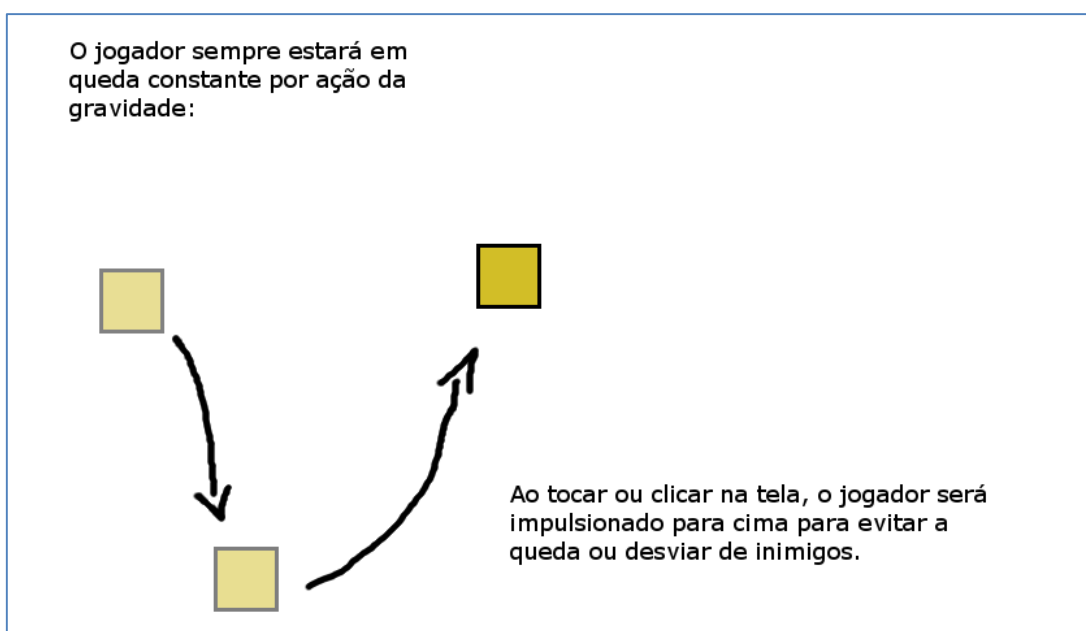 O jogador sempre estará em
queda constante por ação da
gravidade:
Ao tocar ou clicar na tela, o jogador será
impulsionado para cima para evitar a
queda ou desviar de inimigos.